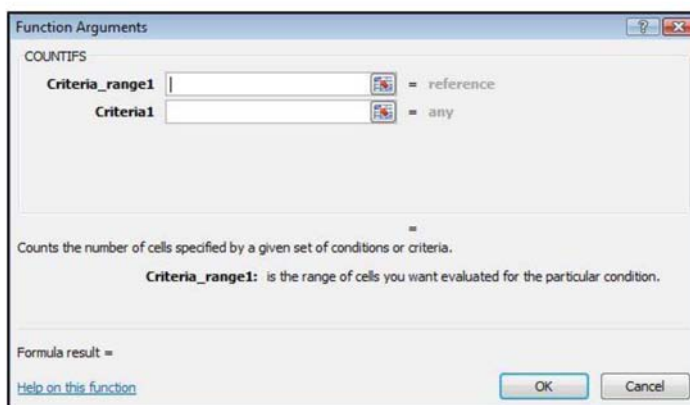 Function Arguments
COUNTIFS
Criteria_range1 = reference
Criteria1 = any
=
Counts the number of cells specified by a given set of conditions or criteria.
Criteria_range1: is the range of cells you want evaluated for the particular condition.
Formula result =
Help on this function
OK Cancel